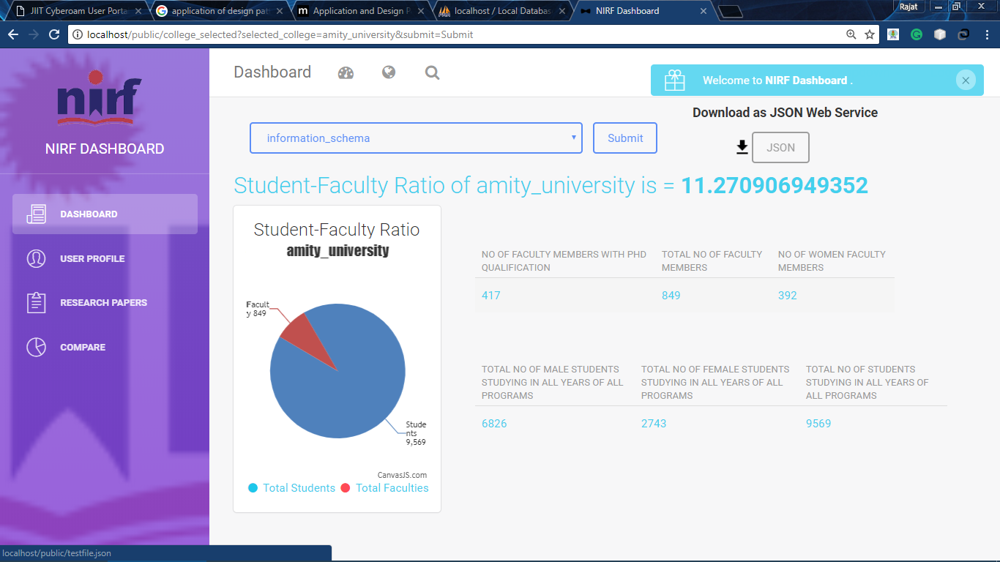 JIIT Cyberoam User Porta
application of design pat
Application and Design P
localhost / Local Databas
NIRF Dashboard
Rajat
localhost/public/college_selected?selected_college=amity_university&submit=Submit
nirf
NIRF DASHBOARD
DASHBOARD
USER PROFILE
RESEARCH PAPERS
COMPARE
Dashboard
Welcome to NIRF Dashboard .
Download as JSON Web Service
information_schema
Submit
JSON
Student-Faculty Ratio of amity_university is = 11.270906949352
Student-Faculty Ratio
amity_university
Facult
y 849
Stude
nts
9,569
CanvasJS.com
Total Students
Total Faculties
NO OF FACULTY MEMBERS WITH PHD
QUALIFICATION
TOTAL NO OF FACULTY
MEMBERS
NO OF WOMEN FACULTY
MEMBERS
417
849
392
TOTAL NO OF MALE STUDENTS
STUDYING IN ALL YEARS OF ALL
PROGRAMS
TOTAL NO OF FEMALE STUDENTS
STUDYING IN ALL YEARS OF ALL
PROGRAMS
TOTAL NO OF STUDENTS
STUDYING IN ALL YEARS OF
ALL PROGRAMS
6826
2743
9569
localhost/public/testfile.json